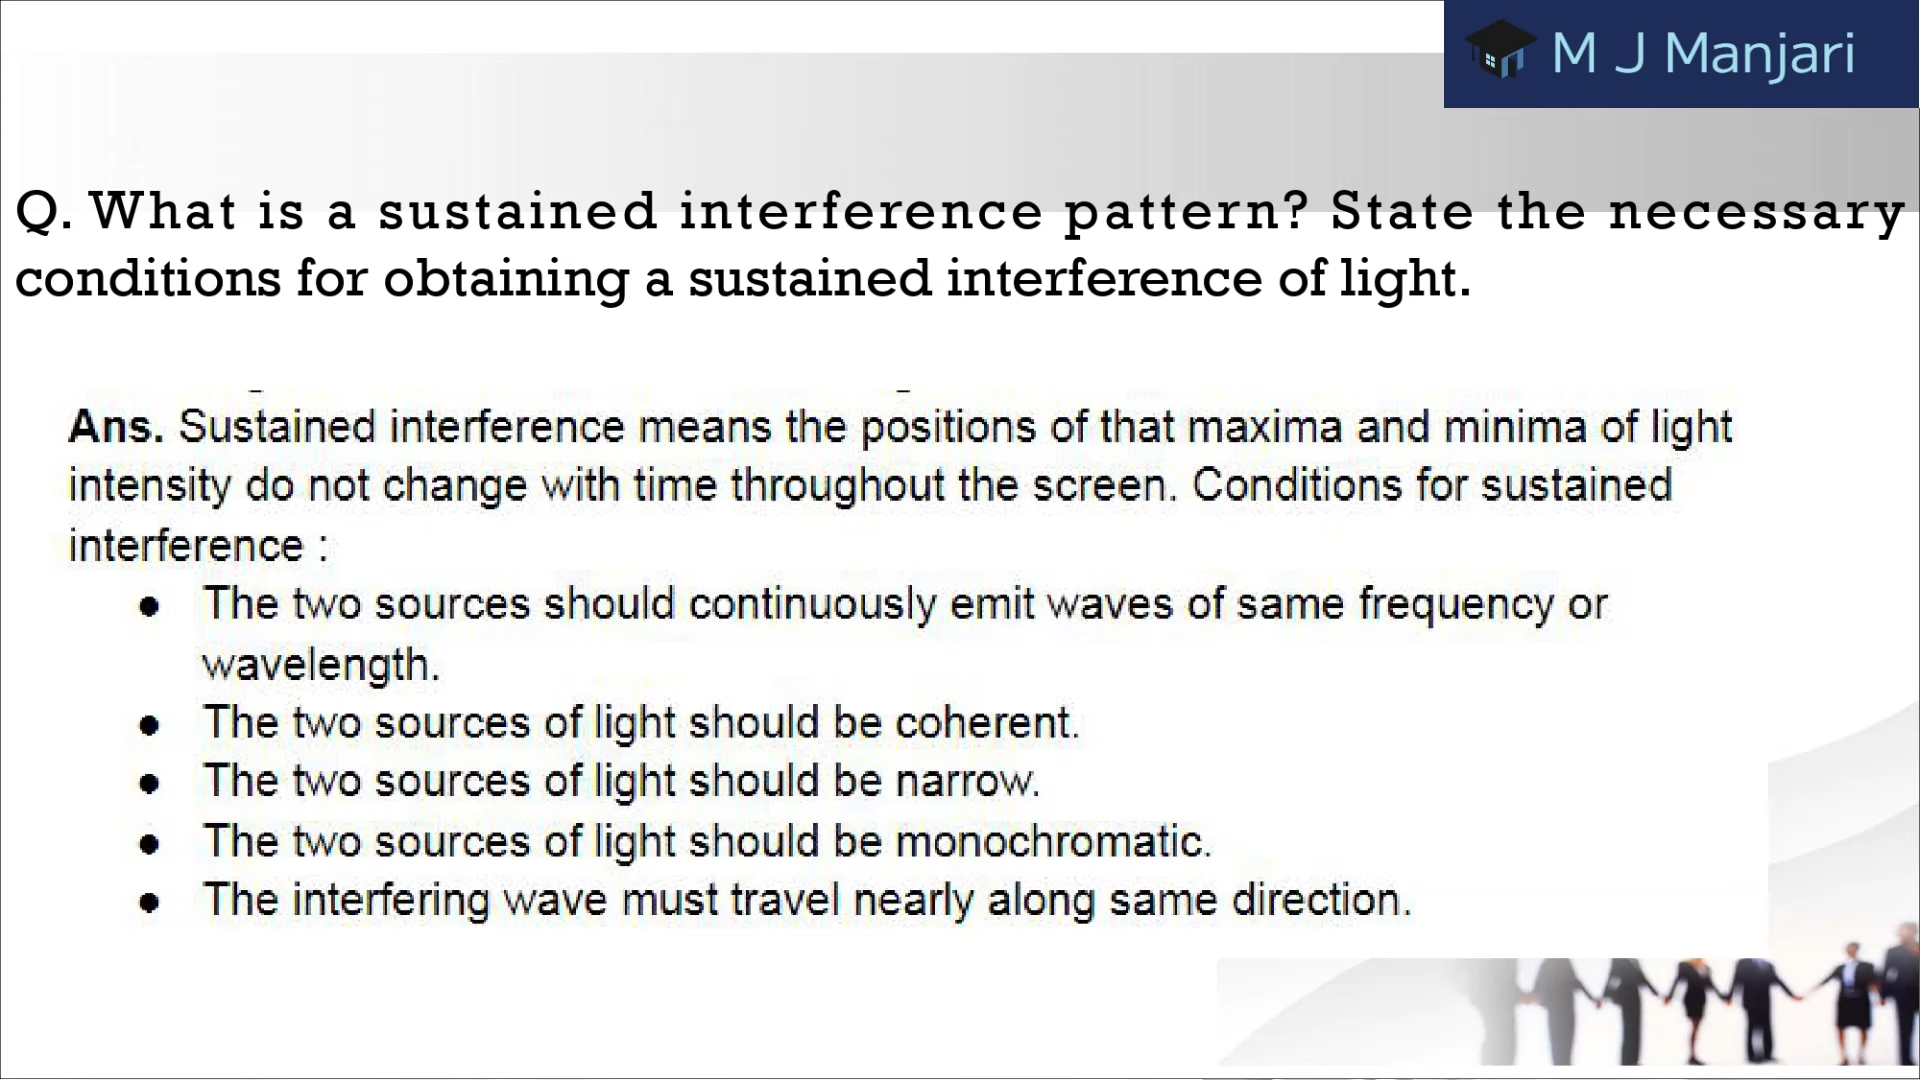 M J Manjari
Q. What is a sustained interference pattern? State the necessary
conditions for obtaining a sustained interference of light.
Ans. Sustained interference means the positions of that maxima and minima of light
intensity do not change with time throughout the screen. Conditions for sustained
interference :
● The two sources should continuously emit waves of same frequency or
wavelength.
● The two sources of light should be coherent.
● The two sources of light should be narrow.
● The two sources of light should be monochromatic.
● The interfering wave must travel nearly along same direction.